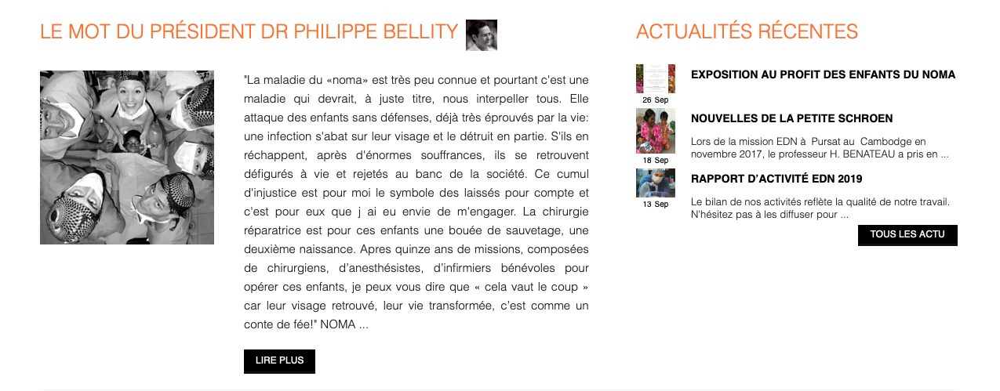 LE MOT DU PRÉSIDENT DR PHILIPPE BELLITY
"La maladie du «noma» est très peu connue et pourtant c'est une
maladie qui devrait, à juste titre, nous interpeller tous. Elle
attaque des enfants sans défenses, déjà très éprouvés par la vie:
une infection s'abat sur leur visage et le détruit en partie. S'ils en
réchappent, après d'énormes souffrances, ils se retrouvent
défigurés à vie et rejetés au banc de la société. Ce cumul
d'injustice est pour moi le symbole des laissés pour compte et
c'est pour eux que j ai eu envie de m'engager. La chirurgie
réparatrice est pour ces enfants une bouée de sauvetage, une
deuxième naissance. Apres quinze ans de missions, composées
de chirurgiens, d’anesthésistes, d’infirmiers bénévoles pour
opérer ces enfants, je peux vous dire que « cela vaut le coup »
car leur visage retrouvé, leur vie transformée, c'est comme un
conte de fée!" NOMA ...
LIRE PLUS
ACTUALITÉS RÉCENTES
EXPOSITION AU PROFIT DES ENFANTS DU NOMA
26 Sep
NOUVELLES DE LA PETITE SCHROEN
Lors de la mission EDN à  Pursat au  Cambodge en
novembre 2017, le professeur H. BENATEAU a pris en ...
18 Sep
RAPPORT D’ACTIVITÉ EDN 2019
Le bilan de nos activités reflète la qualité de notre travail.
N'hésitez pas à les diffuser pour ...
13 Sep
TOUS LES ACTU